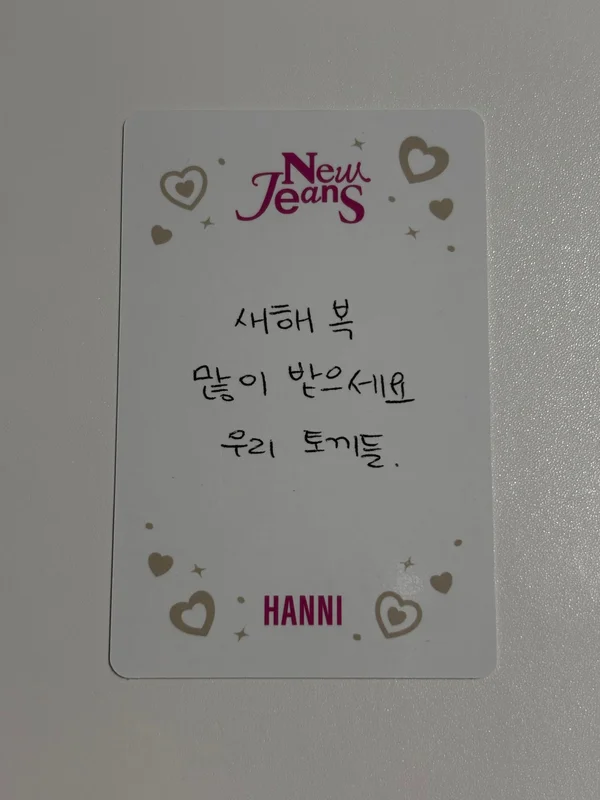 New
Jeans
새해 복
많이 받으세요
우리 토끼들.
HANNI